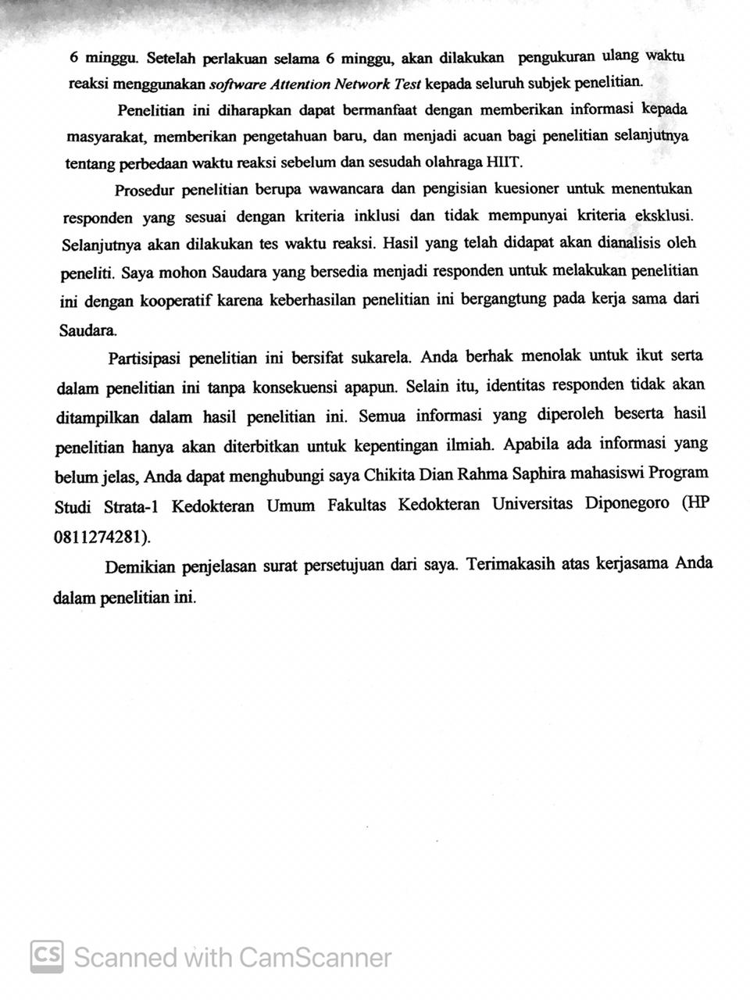 6 minggu. Setelah perlakuan selama 6 minggu, akan dilakukan pengukuran ulang waktu
reaksi menggunakan software Attention Network Test kepada seluruh subjek penelitian.
Penelitian ini diharapkan dapat bermanfaat dengan memberikan informasi kepada
masyarakat, memberikan pengetahuan baru, dan menjadi acuan bagi penelitian selanjutnya
tentang perbedaan waktu reaksi sebelum dan sesudah olahraga HIIT.
Prosedur penelitian berupa wawancara dan pengisian kuesioner untuk menentukan
responden yang sesuai dengan kriteria inklusi dan tidak mempunyai kriteria eksklusi.
Selanjutnya akan dilakukan tes waktu reaksi. Hasil yang telah didapat akan dianalisis oleh
peneliti. Saya mohon Saudara yang bersedia menjadi responden untuk melakukan penelitian
ini dengan kooperatif karena keberhasilan penelitian ini bergangtung pada kerja sama dari
Saudara.
Partisipasi penelitian ini bersifat sukarela. Anda berhak menolak untuk ikut serta
dalam penelitian ini tanpa konsekuensi apapun. Selain itu, identitas responden tidak akan
ditampilkan dalam hasil penelitian ini. Semua informasi yang diperoleh beserta hasil
penelitian hanya akan diterbitkan untuk kepentingan ilmiah. Apabila ada informasi yang
belum jelas, Anda dapat menghubungi saya Chikita Dian Rahma Saphira mahasiswi Program
Studi Strata-1 Kedokteran Umum Fakultas Kedokteran Universitas Diponegoro (HP
0811274281).
Demikian penjelasan surat persetujuan dari saya. Terimakasih atas kerjasama Anda
dalam penelitian ini.
CS Scanned with CamScanner